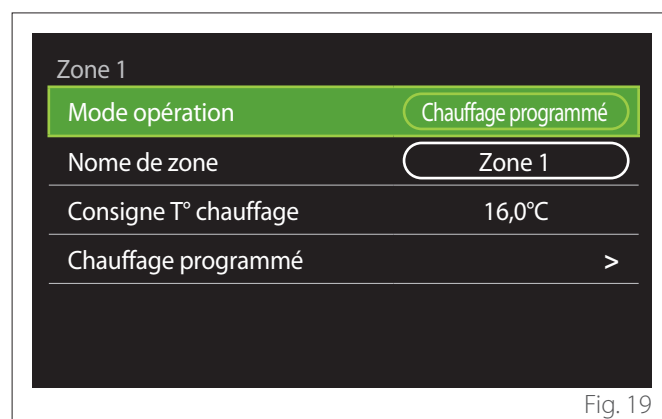 Zone 1
Mode opération Chauffage programmé
Nome de zone Zone 1
Consigne T° chauffage 16,0°C
Chauffage programmé >
Fig. 19